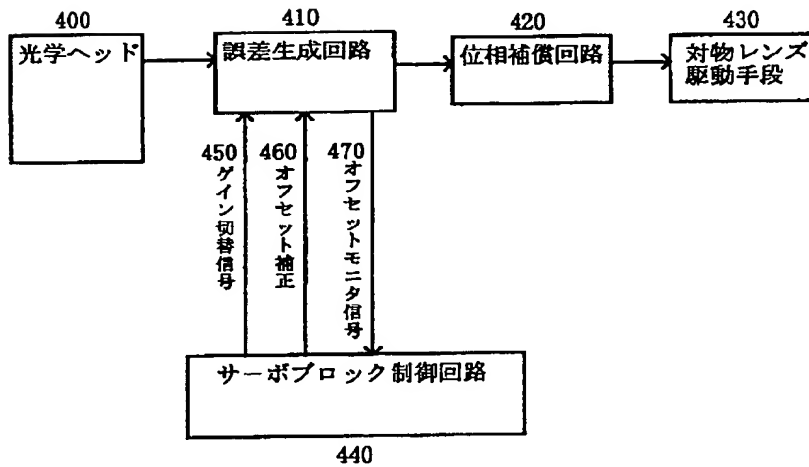 400
光学ヘッド
410
誤差生成回路
420
位相補償回路
430
対物レンズ
駆動手段
450
ゲイン切替信号
460
オフセット補正
470
オフセットモニタ信号
サーボブロック制御回路
440